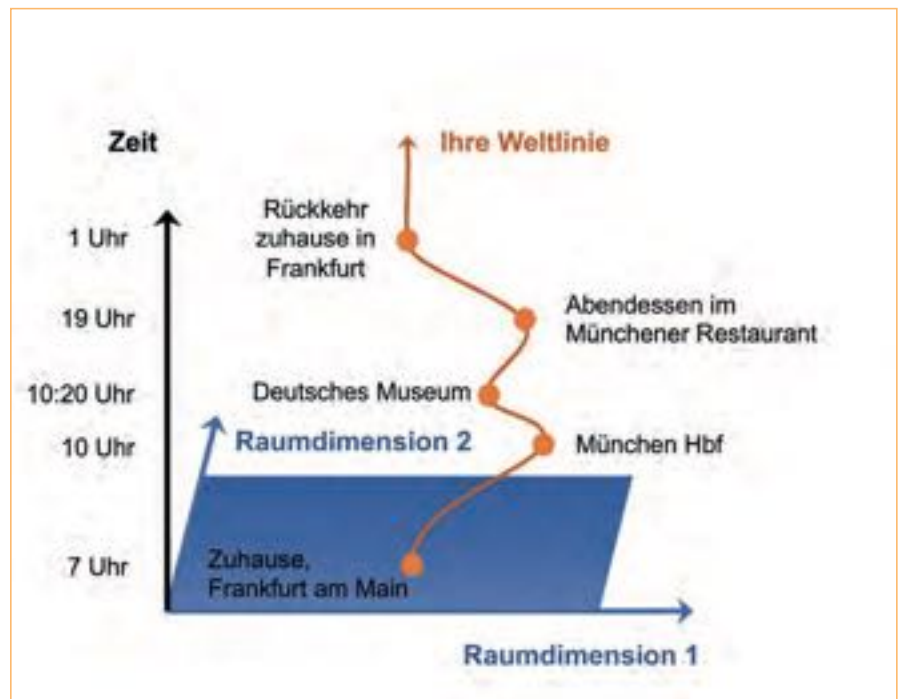 Zeit
Ihre Weltlinie
1 Uhr
Rückkehr
zuhause in
Frankfurt
19 Uhr
Abendessen im
Münchener Restaurant
10:20 Uhr
Deutsches Museum
10 Uhr
Raumdimension 2
München Hbf
7 Uhr
Zuhause,
Frankfurt am Main
Raumdimension 1